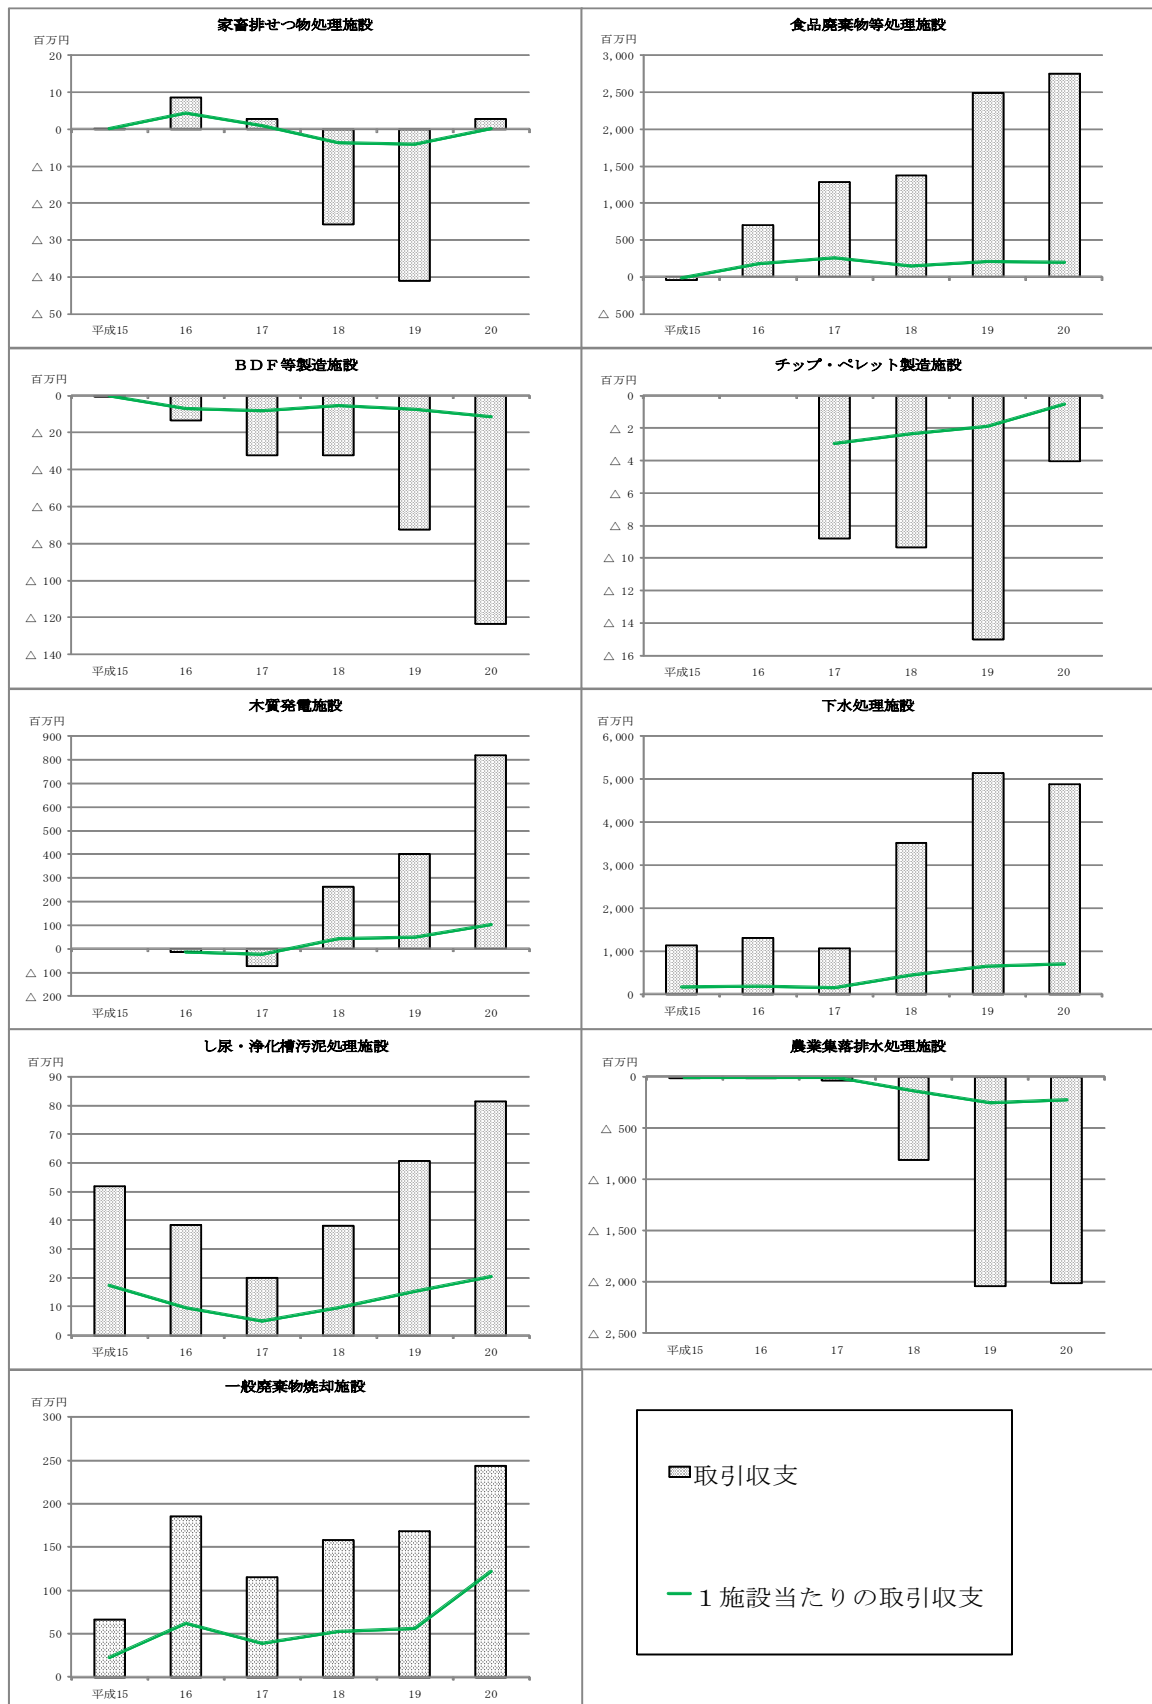 家畜排せつ物処理施設
百万円
20
10
0
△ 10
△ 20
△ 30
△ 40
△ 50
平成15 16 17 18 19 20
食品廃棄物等処理施設
百万円
3,000
2,500
2,000
1,500
1,000
500
0
△ 500
平成15 16 17 18 19 20
ＢＤＦ等製造施設
百万円
0
△ 20
△ 40
△ 60
△ 80
△ 100
△ 120
△ 140
平成15 16 17 18 19 20
チップ・ペレット製造施設
百万円
0
△ 2
△ 4
△ 6
△ 8
△ 10
△ 12
△ 14
△ 16
平成15 16 17 18 19 20
木質発電施設
百万円
900
800
700
600
500
400
300
200
100
0
△ 100
△ 200
平成15 16 17 18 19 20
下水処理施設
百万円
6,000
5,000
4,000
3,000
2,000
1,000
0
平成15 16 17 18 19 20
し尿・浄化槽汚泥処理施設
百万円
90
80
70
60
50
40
30
20
10
0
平成15 16 17 18 19 20
農業集落排水処理施設
百万円
0
△ 500
△ 1,000
△ 1,500
△ 2,000
△ 2,500
平成15 16 17 18 19 20
一般廃棄物焼却施設
百万円
300
250
200
150
100
50
0
平成15 16 17 18 19 20
取引収支
１施設当たりの取引収支